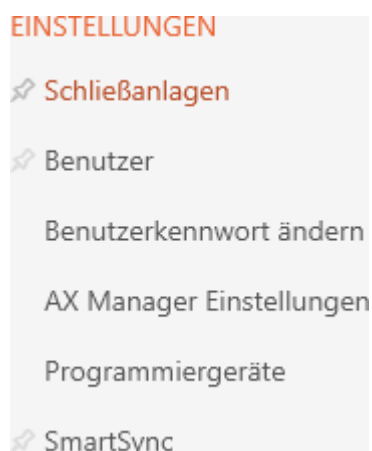 EINSTELLUNGEN
Schließanlagen
Benutzer
Benutzerkennwort ändern
AX Manager Einstellungen
Programmiergeräte
SmartSync